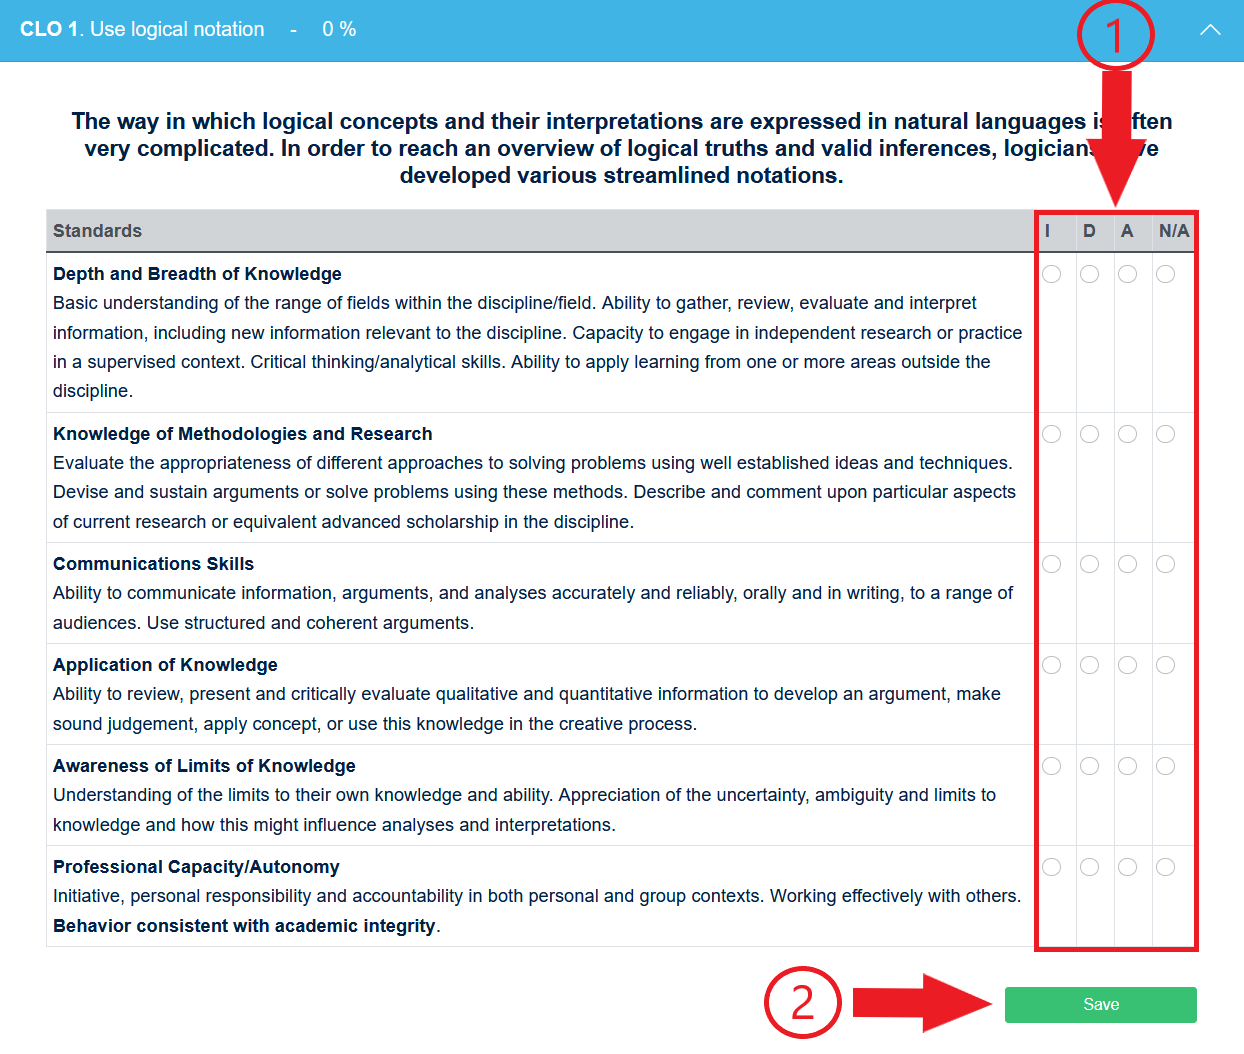 CLO 1. Use logical notation - 0 %
1
The way in which logical concepts and their interpretations are expressed in natural languages is often
very complicated. In order to reach an overview of logical truths and valid inferences, logicians
developed various streamlined notations.
Standards I D A N/A
Depth and Breadth of Knowledge
Basic understanding of the range of fields within the discipline/field. Ability to gather, review, evaluate and interpret
information, including new information relevant to the discipline. Capacity to engage in independent research or practice
in a supervised context. Critical thinking/analytical skills. Ability to apply learning from one or more areas outside the
discipline.
Knowledge of Methodologies and Research
Evaluate the appropriateness of different approaches to solving problems using well established ideas and techniques.
Devise and sustain arguments or solve problems using these methods. Describe and comment upon particular aspects
of current research or equivalent advanced scholarship in the discipline.
Communications Skills
Ability to communicate information, arguments, and analyses accurately and reliably, orally and in writing, to a range of
audiences. Use structured and coherent arguments.
Application of Knowledge
Ability to review, present and critically evaluate qualitative and quantitative information to develop an argument, make
sound judgement, apply concept, or use this knowledge in the creative process.
Awareness of Limits of Knowledge
Understanding of the limits to their own knowledge and ability. Appreciation of the uncertainty, ambiguity and limits to
knowledge and how this might influence analyses and interpretations.
Professional Capacity/Autonomy
Initiative, personal responsibility and accountability in both personal and group contexts. Working effectively with others.
Behavior consistent with academic integrity.
2
Save